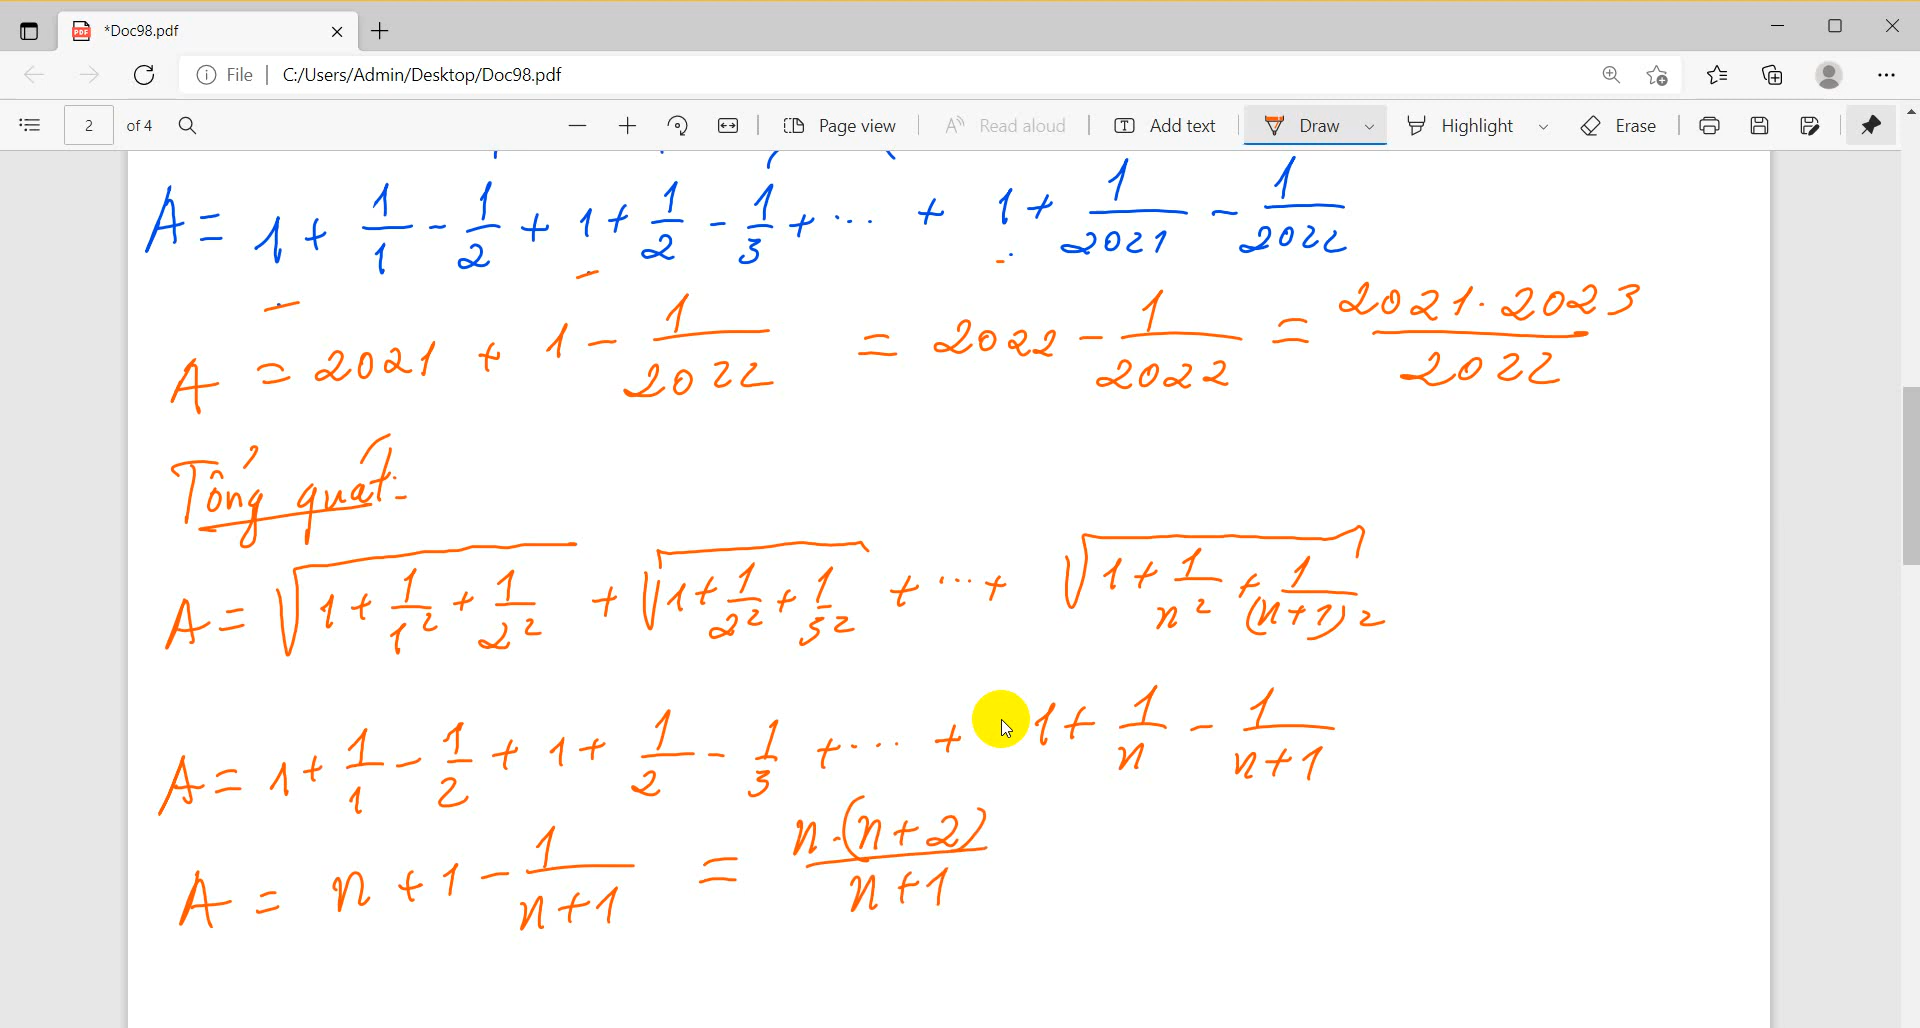 *Doc98.pdf
File | C:/Users/Admin/Desktop/Doc98.pdf
2 of 4 Page view Read aloud Add text Draw Highlight Erase
A = 1 + 1/1 - 1/2 + 1 + 1/2 - 1/3 + ... + 1 + 1/2021 - 1/2022
A = 2021 + 1 - 1/2022 = 2022 - 1/2022 = 2021.2023/2022
Tổng quát:
A = √(1 + 1/1² + 1/2²) + √(1 + 1/2² + 1/3²) + ... + √(1 + 1/n² + 1/(n+1)²)
A = 1 + 1/1 - 1/2 + 1 + 1/2 - 1/3 + ... + 1 + 1/n - 1/(n+1)
A = n + 1 - 1/(n+1) = n.(n+2)/(n+1)